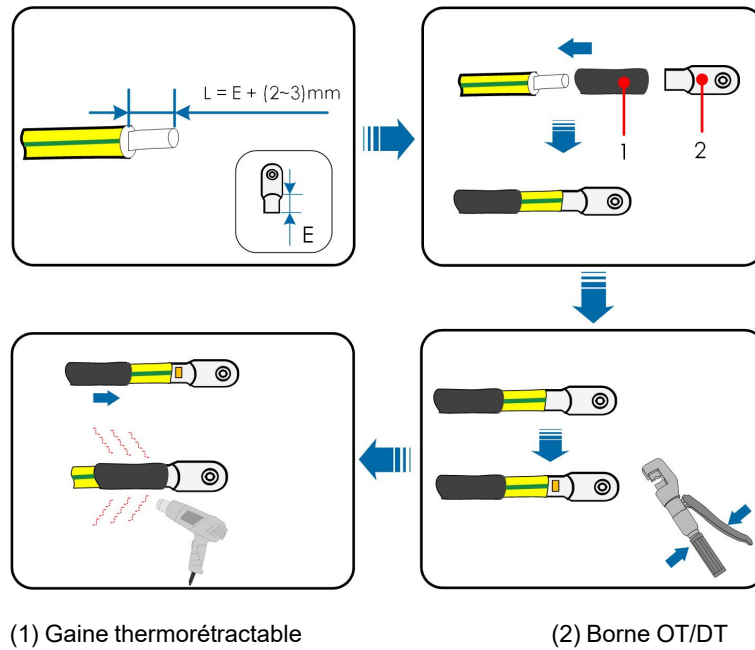 L = E + (2~3)mm
E
1
2
(1) Gaine thermorétractable
(2) Borne OT/DT